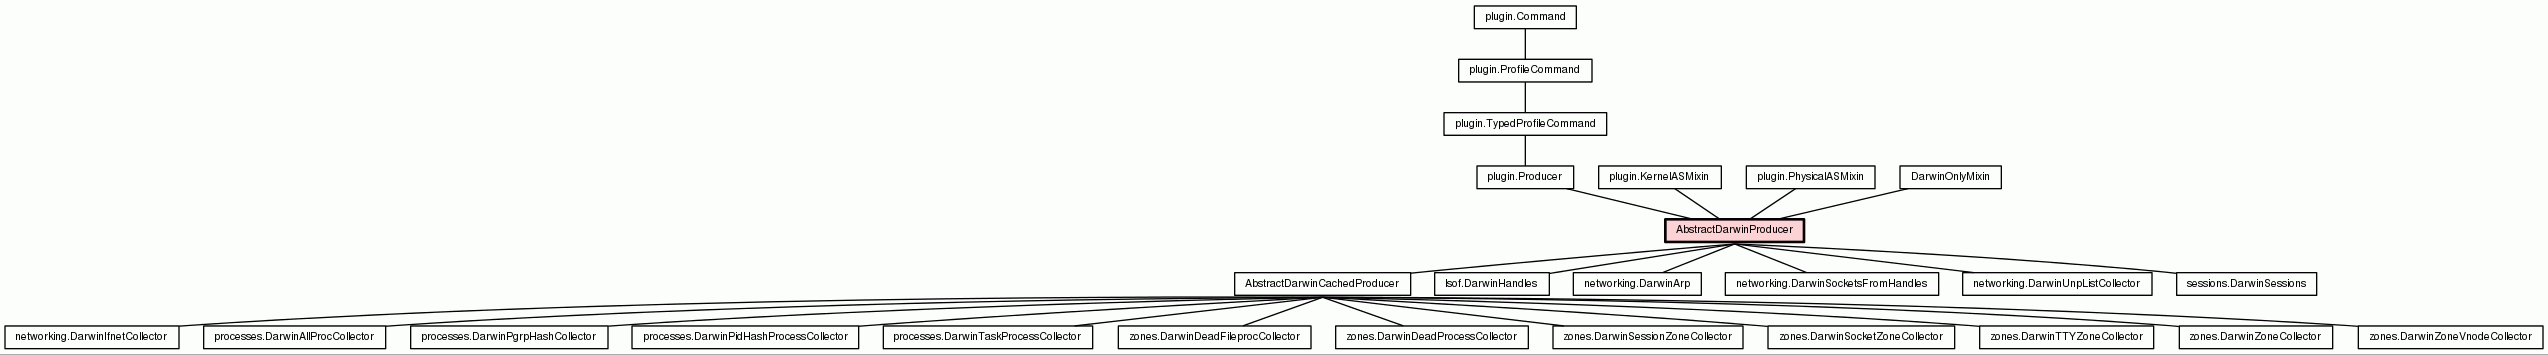 plugin.Command
plugin.ProfileCommand
plugin.TypedProfileCommand
plugin.Producer
plugin.KernelASMixin
plugin.PhysicalASMixin
DarwinOnlyMixin
AbstractDarwinProducer
AbstractDarwinCachedProducer
lsof.DarwinHandles
networking.DarwinArp
networking.DarwinSocketsFromHandles
networking.DarwinUnpListCollector
sessions.DarwinSessions
networking.DarwinIfnetCollector
processes.DarwinAllProcCollector
processes.DarwinPgrpHashCollector
processes.DarwinPidHashProcessCollector
processes.DarwinTaskProcessCollector
zones.DarwinDeadFileprocCollector
zones.DarwinDeadProcessCollector
zones.DarwinSessionZoneCollector
zones.DarwinSocketZoneCollector
zones.DarwinTTYZoneCollector
zones.DarwinZoneCollector
zones.DarwinZoneVnodeCollector